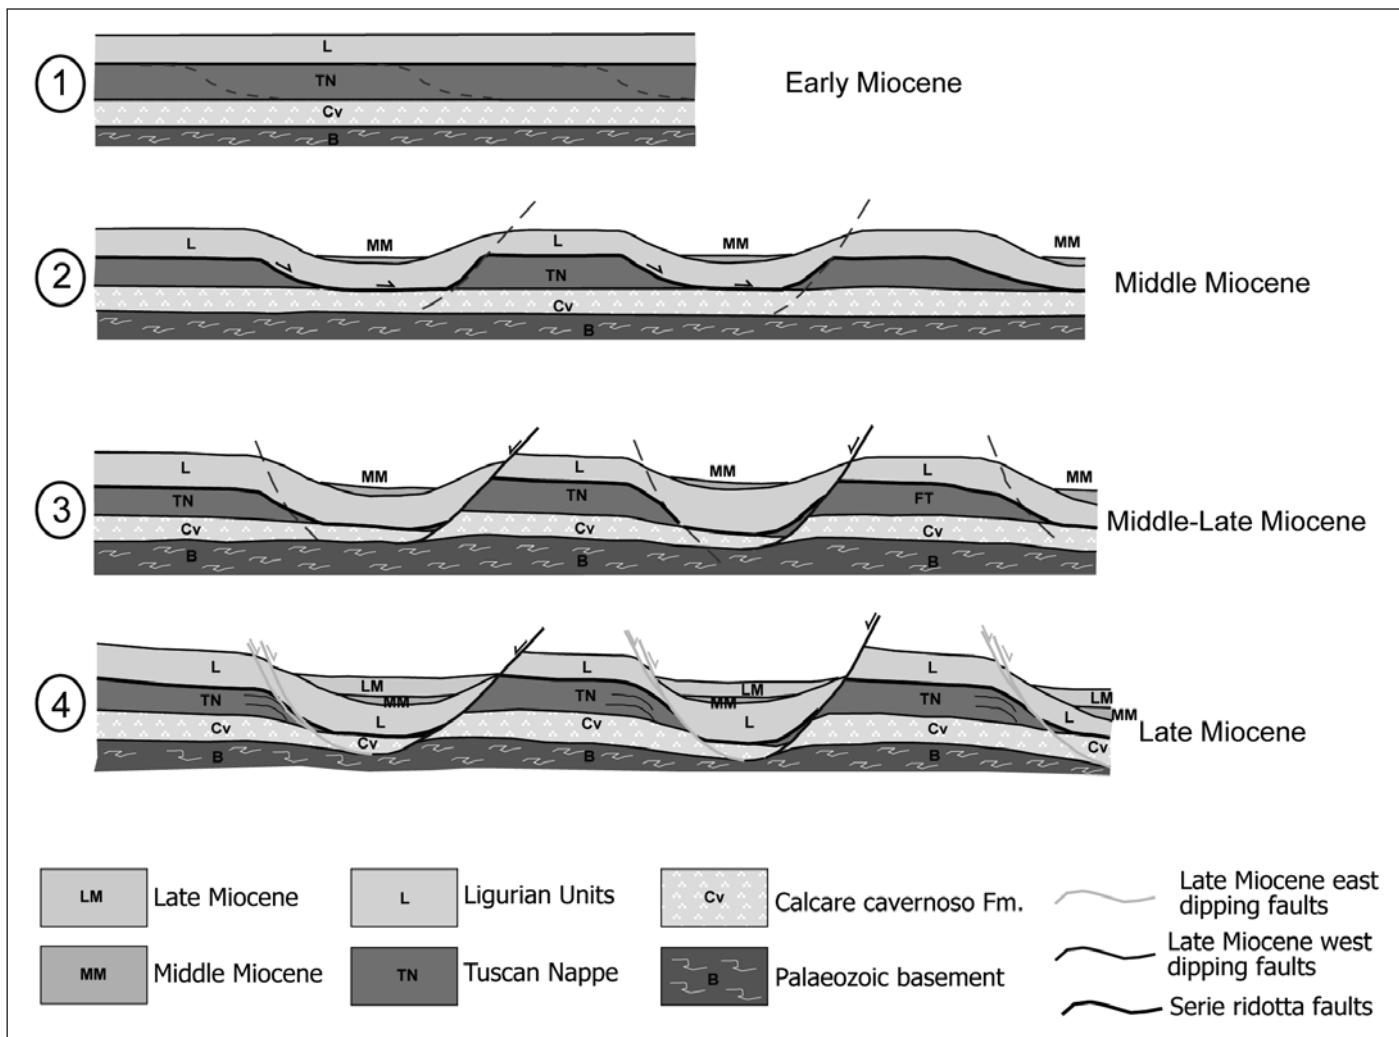 1
L
TN
Cv
B
Early Miocene
2
L
MM
L
MM
MM
TN
Cv
B
Middle Miocene
3
L
MM
L
MM
L
MM
TN
TN
FT
Cv
Cv
Cv
B
B
B
Middle-Late Miocene
4
L
LM
L
LM
L
LM
TN
MM
TN
MM
TN
MM
L
L
L
Cv
Cv
Cv
Cv
Cv
B
B
B
Late Miocene
LM Late Miocene
L Ligurian Units
Cv Calcare cavernoso Fm.
MM Middle Miocene
TN Tuscan Nappe
B Palaeozoic basement
Late Miocene east
dipping faults
Late Miocene west
dipping faults
Serie ridotta faults